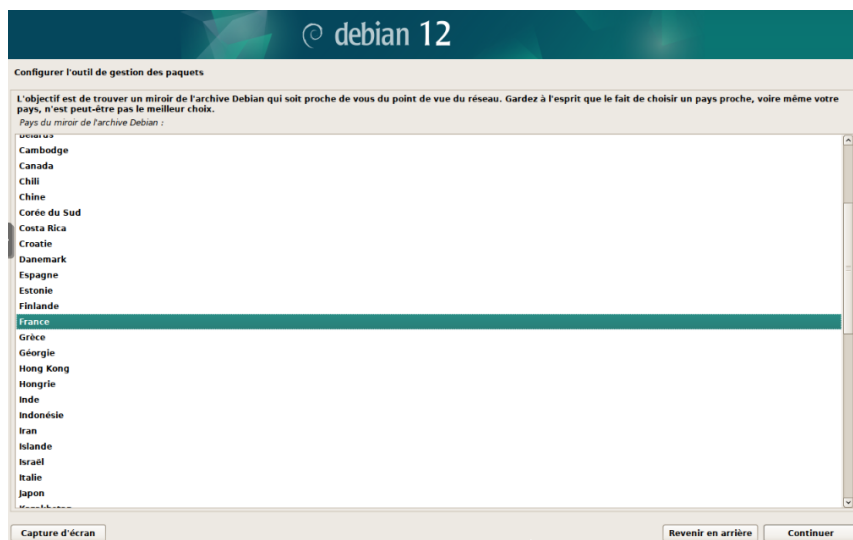 debian 12
Configurer l'outil de gestion des paquets
L'objectif est de trouver un miroir de l'archive Debian qui soit proche de vous du point de vue du réseau. Gardez à l'esprit que le fait de choisir un pays proche, voire même votre
pays, n'est peut-être pas le meilleur choix.
Pays du miroir de l'archive Debian :
Cambodge
Canada
Chili
Chine
Corée du Sud
Costa Rica
Croatie
Danemark
Espagne
Estonie
Finlande
France
Grèce
Géorgie
Hong Kong
Hongrie
Inde
Indonésie
Iran
Islande
Israël
Italie
Japon
Capture d'écran
Revenir en arrière
Continuer